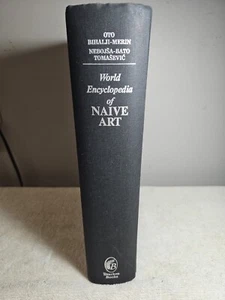 OTO
BIHALJI-MERIN
NEBOJŠA-BATO
TOMAŠEVIĆ
World
Encyclopedia
of
NAIVE
ART